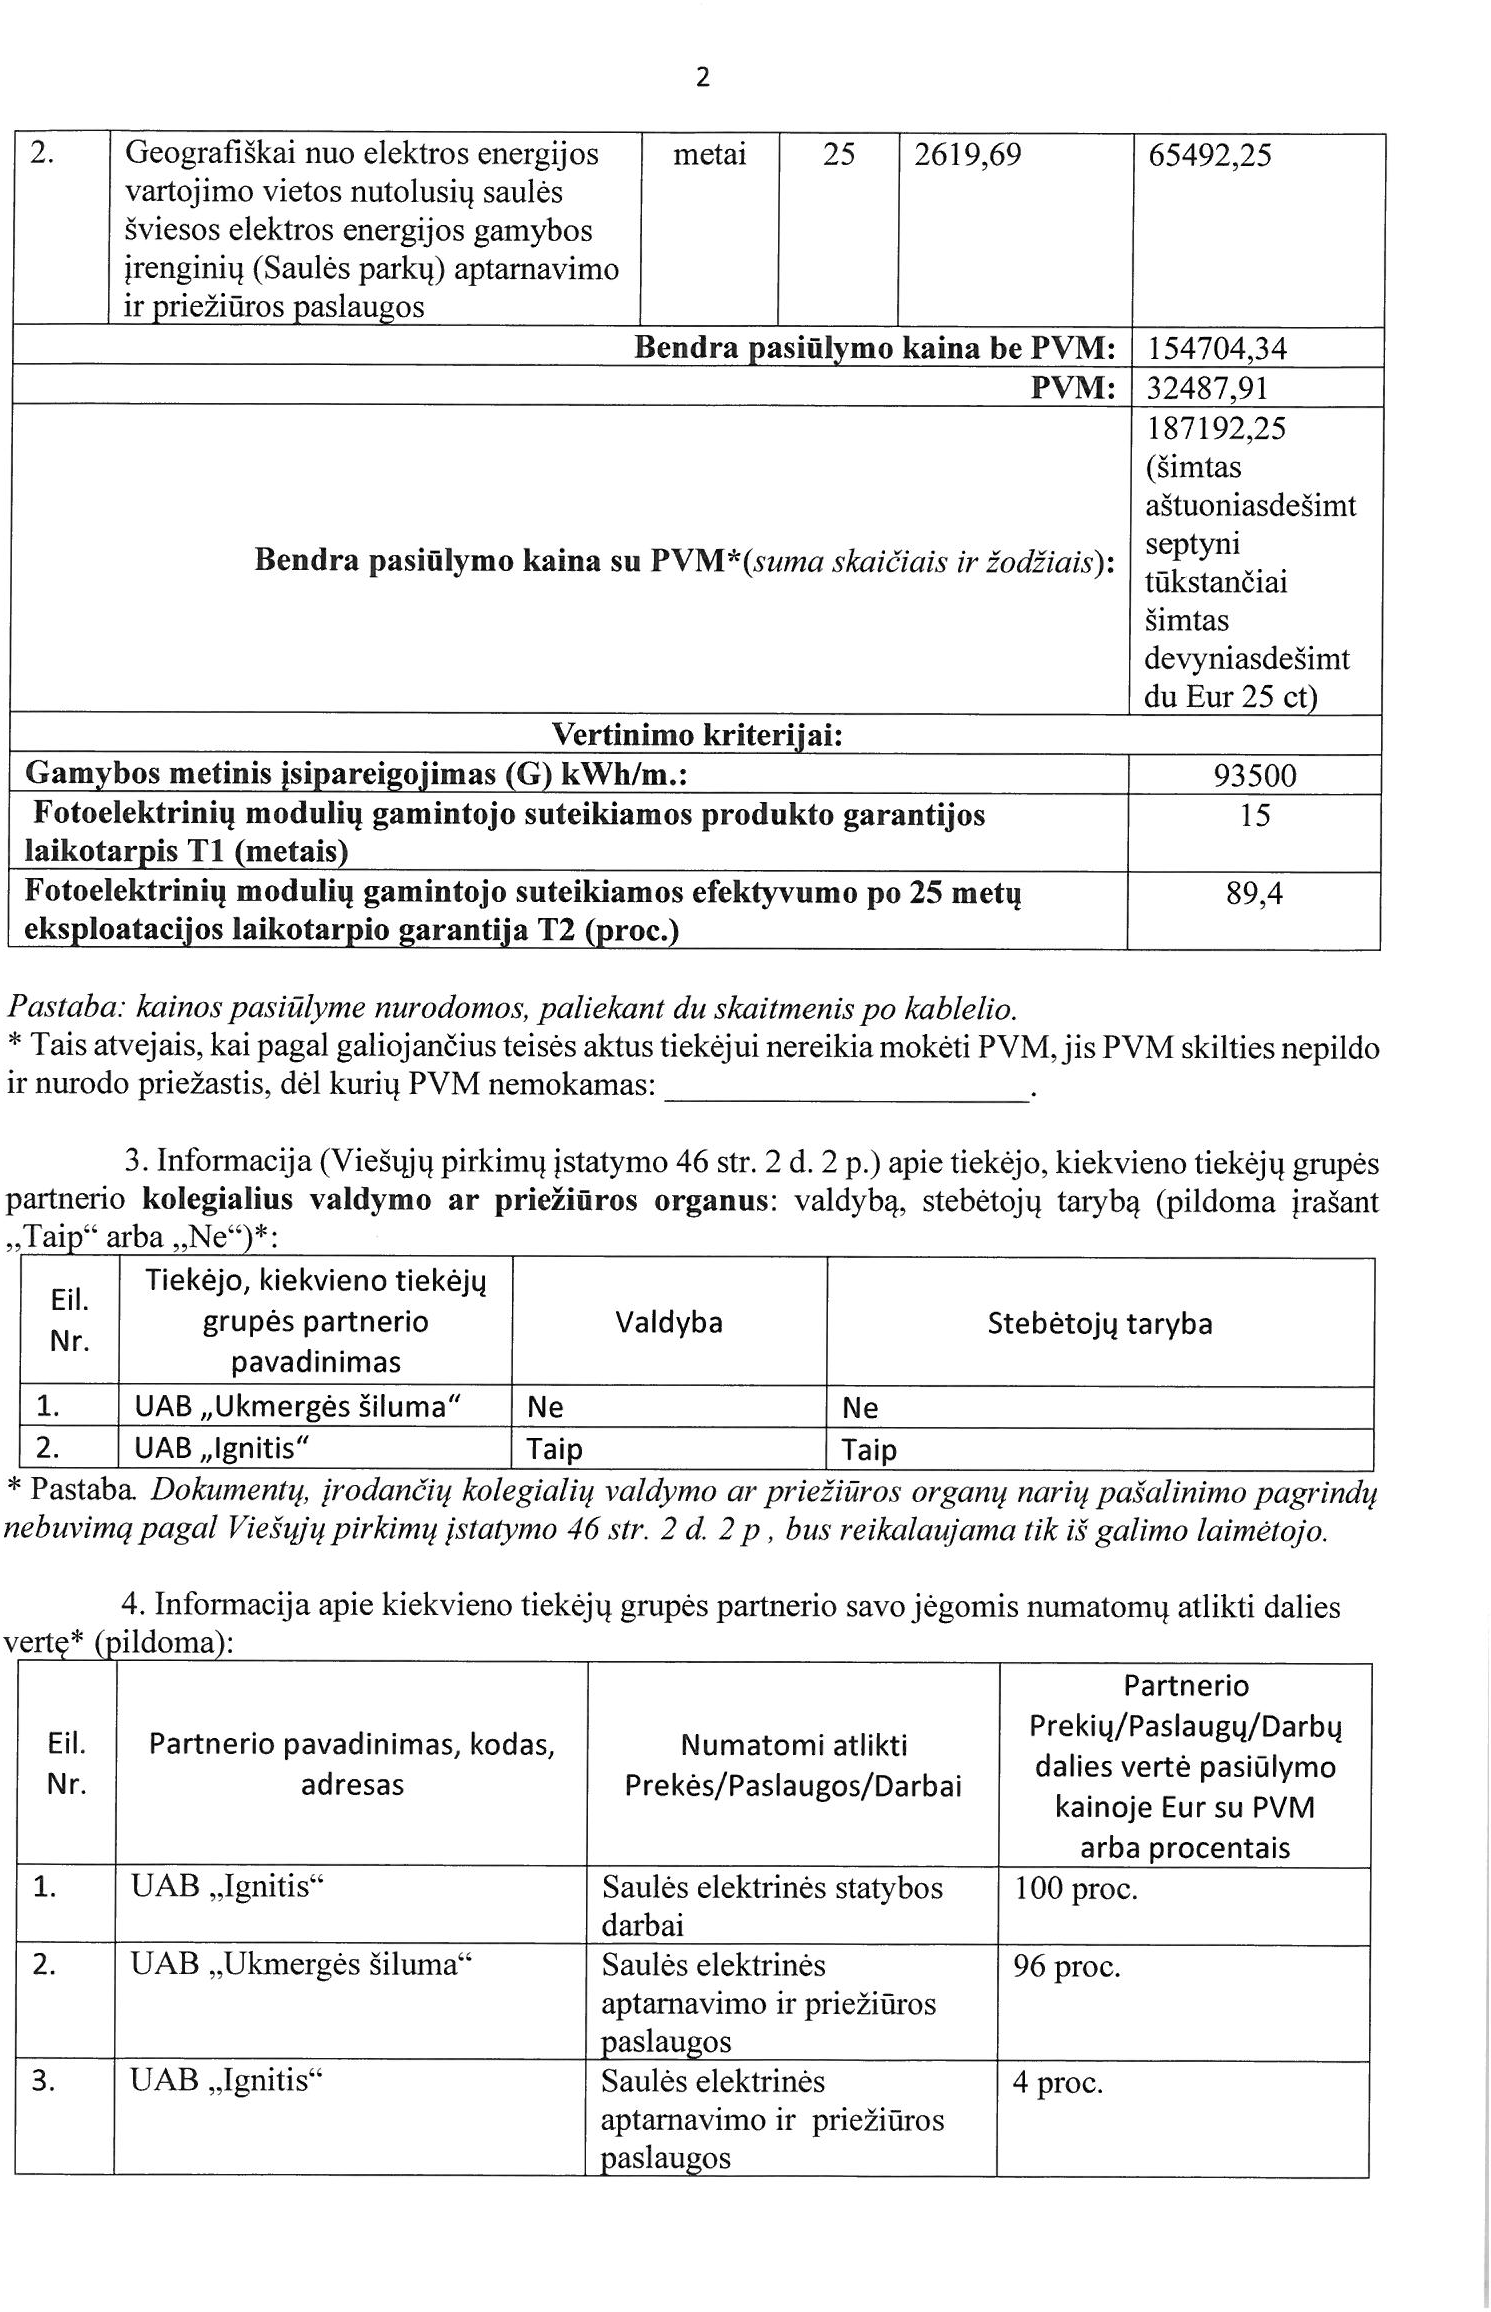 2
2. Geografiškai nuo elektros energijos metai 25 2619,69 65492,25
vartojimo vietos nutolusių saulės
šviesos elektros energijos gamybos
įrenginių (Saulės parkų) aptarnavimo
ir priežiūros paslaugos
Bendra pasiūlymo kaina be PVM: 154704,34
PVM: 32487,91
187192,25
(šimtas
aštuoniasdešimt
septyni
Bendra pasiūlymo kaina su PVM*(suma skaičiais ir žodžiais):
tūkstančiai
šimtas
devyniasdešimt
du Eur 25 ct)
Vertinimo kriterijai:
Gamybos metinis įsipareigojimas (G) kWh/m.: 93500
Fotoelektrinių modulių gamintojo suteikiamos produkto garantijos 15
laikotarpis T1 (metais)
Fotoelektrinių modulių gamintojo suteikiamos efektyvumo po 25 metų 89,4
eksploatacijos laikotarpio garantija T2 (proc.)
Pastaba: kainos pasiūlyme nurodomos, paliekant du skaitmenis po kablelio.
* Tais atvejais, kai pagal galiojančius teisės aktus tiekėjui nereikia mokėti PVM, jis PVM skilties nepildo
ir nurodo priežastis, dėl kurių PVM nemokamas: ______________________.
3. Informacija (Viešųjų pirkimų įstatymo 46 str. 2 d. 2 p.) apie tiekėjo, kiekvieno tiekėjų grupės
partnerio kolegialius valdymo ar priežiūros organus: valdybą, stebėtojų tarybą (pildoma įrašant
„Taip“ arba „Ne“)*:
Eil.
Nr.
Tiekėjo, kiekvieno tiekėjų
grupės partnerio
pavadinimas
Valdyba
Stebėtojų taryba
1. UAB „Ukmergės šiluma“ Ne Ne
2. UAB „Ignitis“ Taip Taip
* Pastaba. Dokumentų, įrodančių kolegialių valdymo ar priežiūros organų narių pašalinimo pagrindų
nebuvimą pagal Viešųjų pirkimų įstatymo 46 str. 2 d. 2 p , bus reikalaujama tik iš galimo laimėtojo.
4. Informacija apie kiekvieno tiekėjų grupės partnerio savo jėgomis numatomų atlikti dalies
vertę* (pildoma):
Eil.
Nr.
Partnerio pavadinimas, kodas,
adresas
Numatomi atlikti
Prekės/Paslaugos/Darbai
Partnerio
Prekių/Paslaugų/Darbų
dalies vertė pasiūlymo
kainoje Eur su PVM
arba procentais
1. UAB „Ignitis“ Saulės elektrinės statybos 100 proc.
darbai
2. UAB „Ukmergės šiluma“ Saulės elektrinės 96 proc.
aptarnavimo ir priežiūros
paslaugos
3. UAB „Ignitis“ Saulės elektrinės 4 proc.
aptarnavimo ir priežiūros
paslaugos